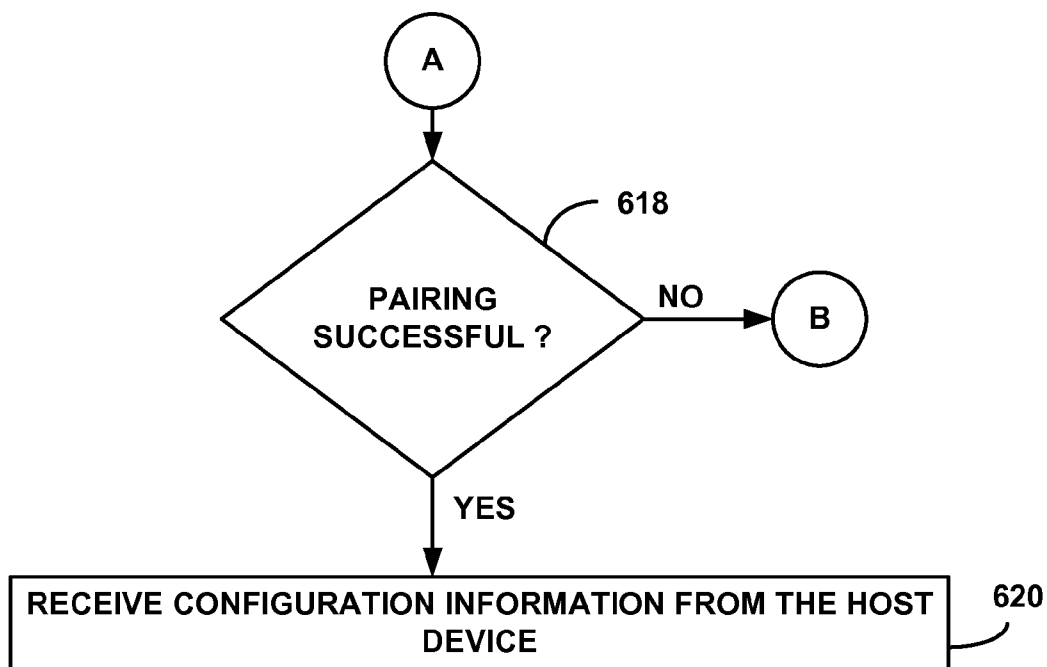 A
618
PAIRING
SUCCESSFUL ?
NO
B
YES
RECEIVE CONFIGURATION INFORMATION FROM THE HOST
DEVICE
620